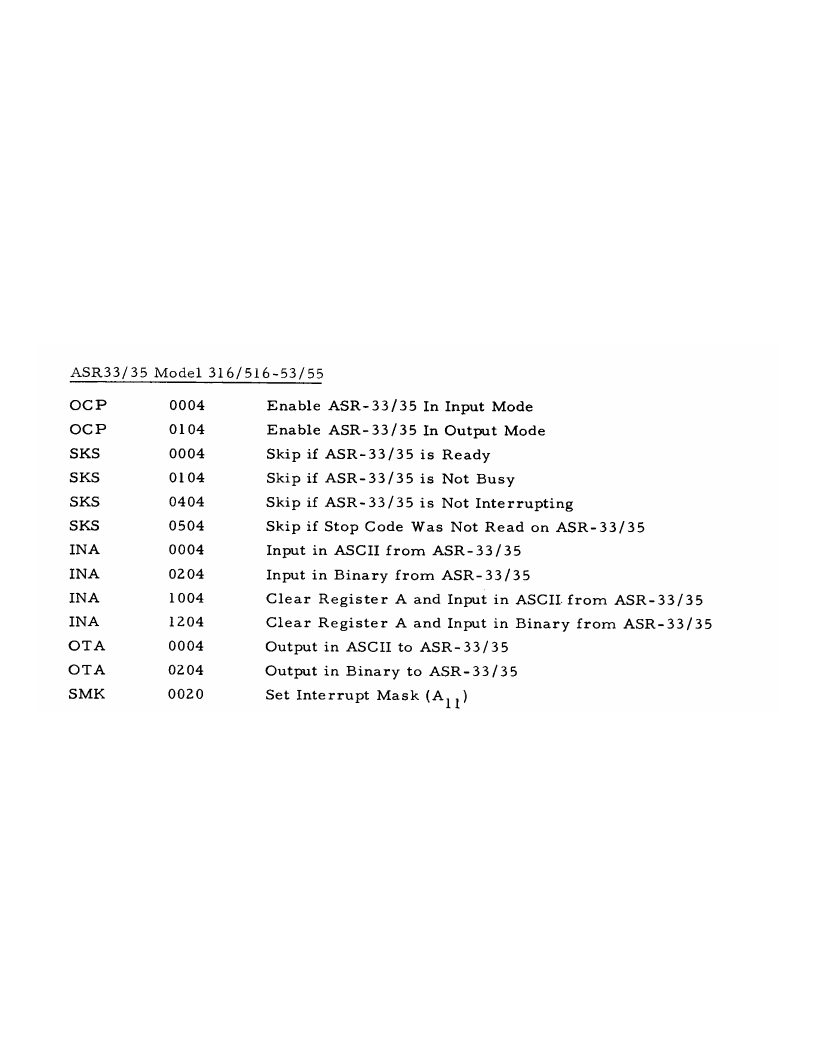 ASR33/35 Model 316/516-53/55
OCP 0004 Enable ASR-33/35 In Input Mode
OCP 0104 Enable ASR-33/35 In Output Mode
SKS 0004 Skip if ASR-33/35 is Ready
SKS 0104 Skip if ASR-33/35 is Not Busy
SKS 0404 Skip if ASR-33/35 is Not Interrupting
SKS 0504 Skip if Stop Code Was Not Read on ASR-33/35
INA 0004 Input in ASCII from ASR-33/35
INA 0204 Input in Binary from ASR-33/35
INA 1004 Clear Register A and Input in ASCII from ASR-33/35
INA 1204 Clear Register A and Input in Binary from ASR-33/35
OTA 0004 Output in ASCII to ASR-33/35
OTA 0204 Output in Binary to ASR-33/35
SMK 0020 Set Interrupt Mask (A11)